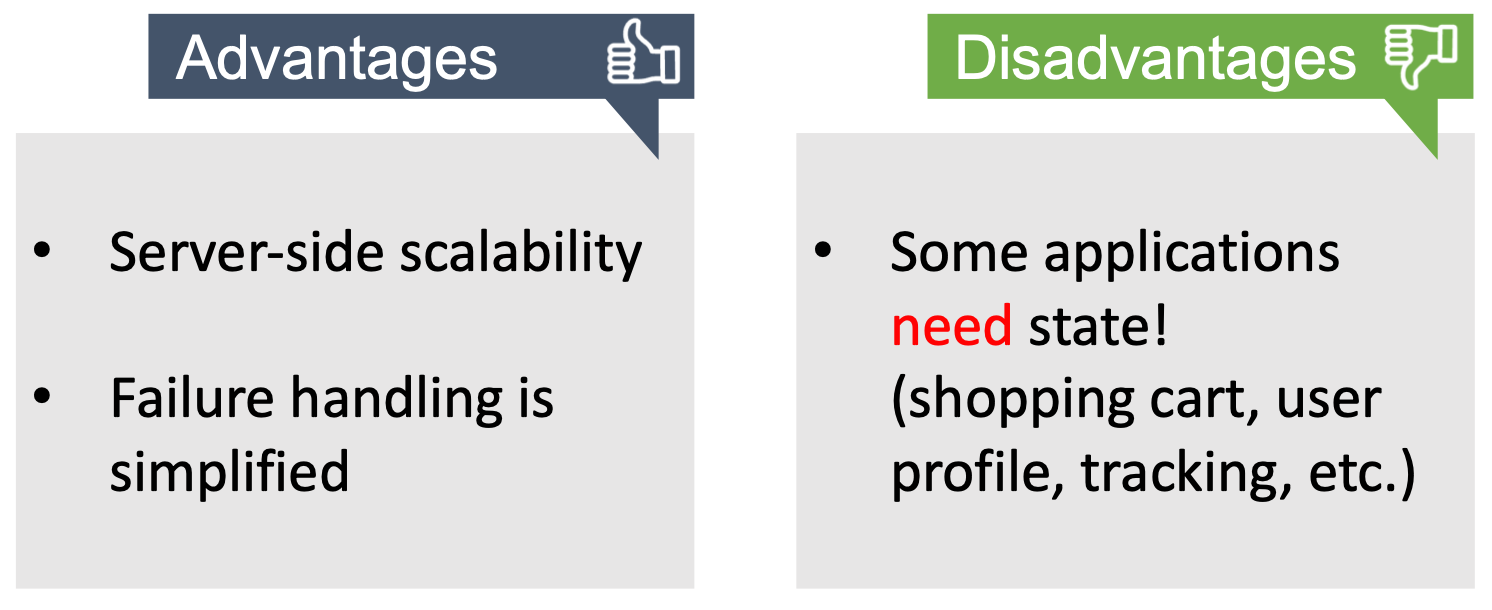 Advantages
• Server-side scalability
• Failure handling is
simplified
Disadvantages
• Some applications
need state!
(shopping cart, user
profile, tracking, etc.)